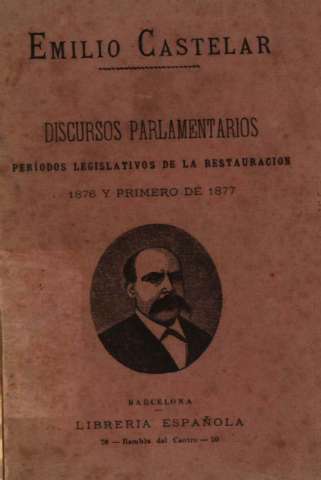 EMILIO CASTELAR
DISCURSOS PARLAMENTARIOS
PERÍODOS LEGISLATIVOS DE LA RESTAURACION
1876 Y PRIMERO DE 1877
BARCELONA
LIBRERIA ESPAÑOLA
Rambla del Centro — 20